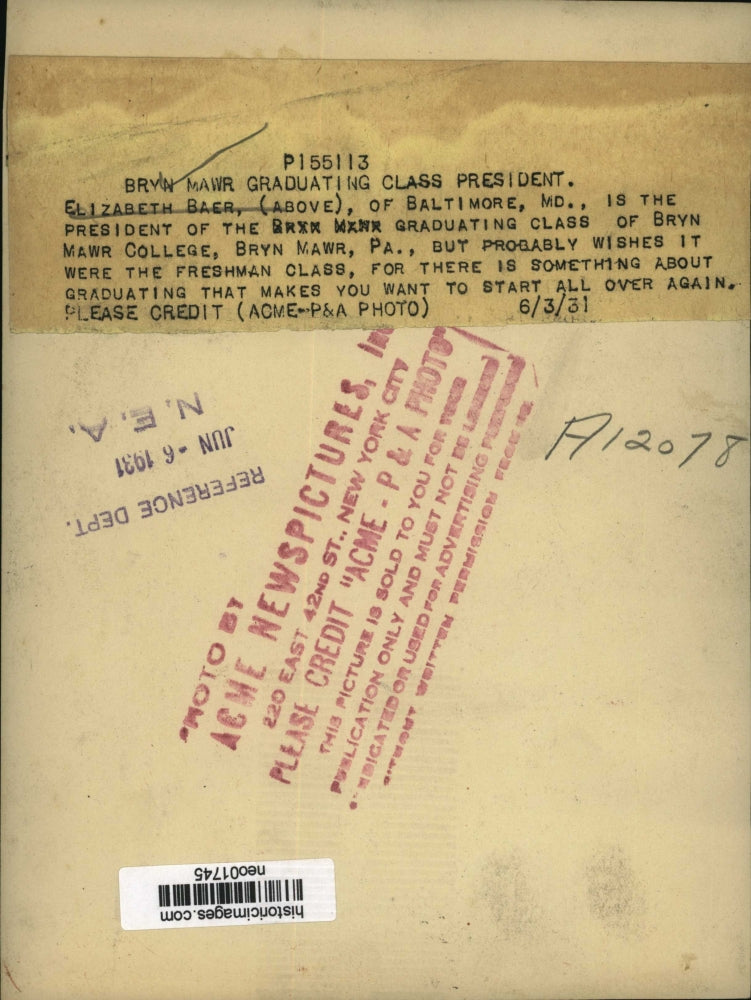 P155113
BRYN MAWR GRADUATING CLASS PRESIDENT.
ELIZABETH BAER, (ABOVE), OF BALTIMORE, MD., IS THE
PRESIDENT OF THE GRADUATING CLASS OF BRYN
MAWR COLLEGE, BRYN MAWR, PA., BUT PROBABLY WISHES IT
WERE THE FRESHMAN CLASS, FOR THERE IS SOMETHING ABOUT
GRADUATING THAT MAKES YOU WANT TO START ALL OVER AGAIN.
PLEASE CREDIT (ACME-P&A PHOTO) 6/3/31
N.E.A.
JUN - 6 1931
REFERENCE DEPT.
A12078
PHOTO BY
ACME NEWSPICTURES, INC
220 EAST 42ND ST., NEW YORK CITY
PLEASE CREDIT "ACME - P & A PHOTO"
THIS PICTURE IS SOLD TO YOU FOR
PUBLICATION ONLY AND MUST NOT BE
OR USED FOR ADVERTISING
WITHOUT WRITTEN PERMISSION
historicimages.com
neo01745